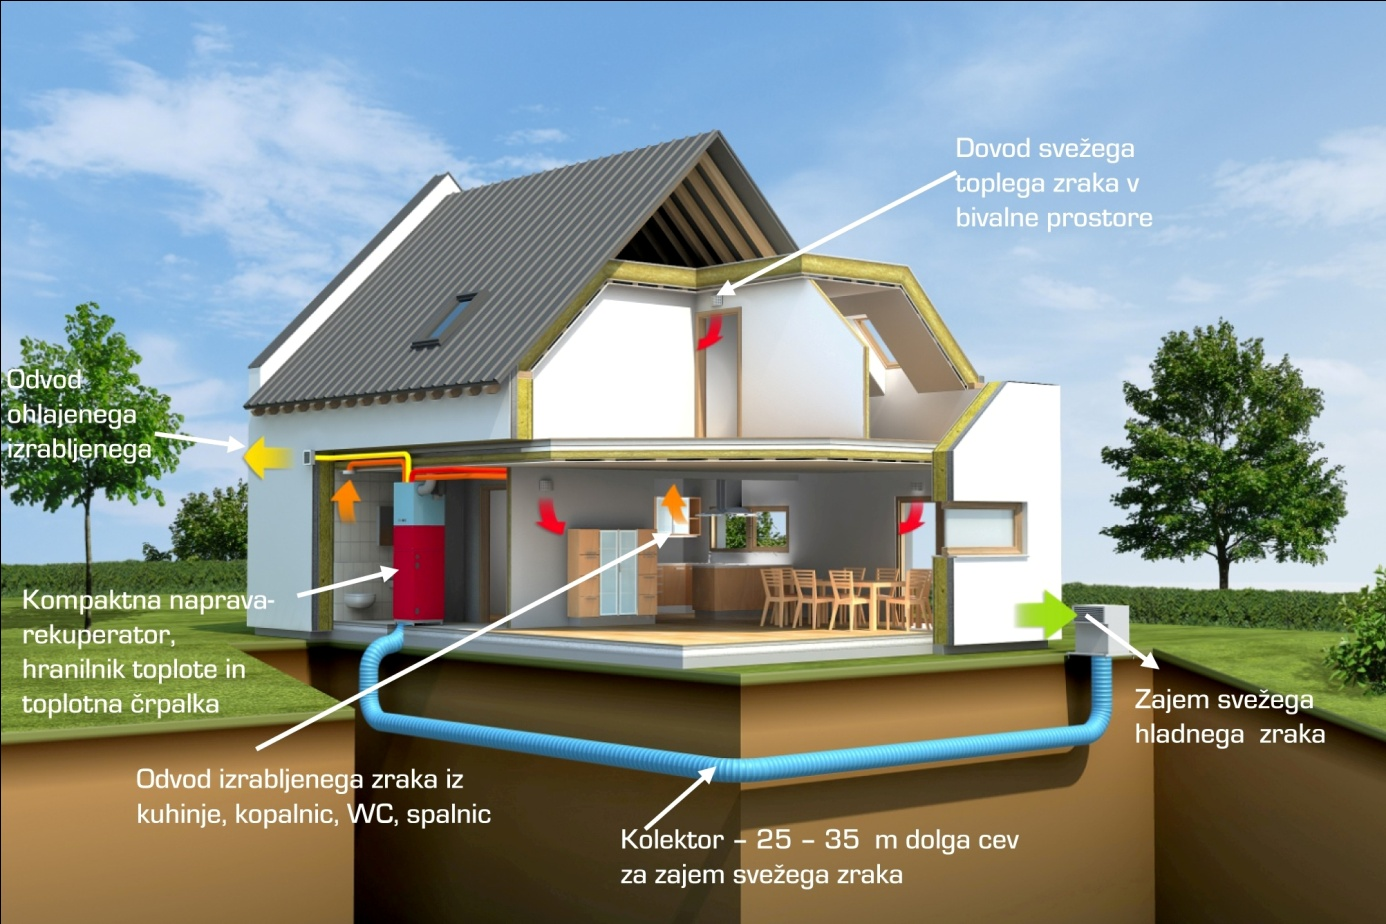 Dovod svežega
toplega zraka v
bivalne prostore
Odvod
ohlajenega
izrabljenega
Kompaktna naprava-
rekuperator,
hranilnik toplote in
toplotna črpalka
Odvod izrabljenega zraka iz
kuhinje, kopalnic, WC, spalnic
Kolektor – 25 – 35 m dolga cev
za zajem svežega zraka
Zajem svežega
hladnega zraka